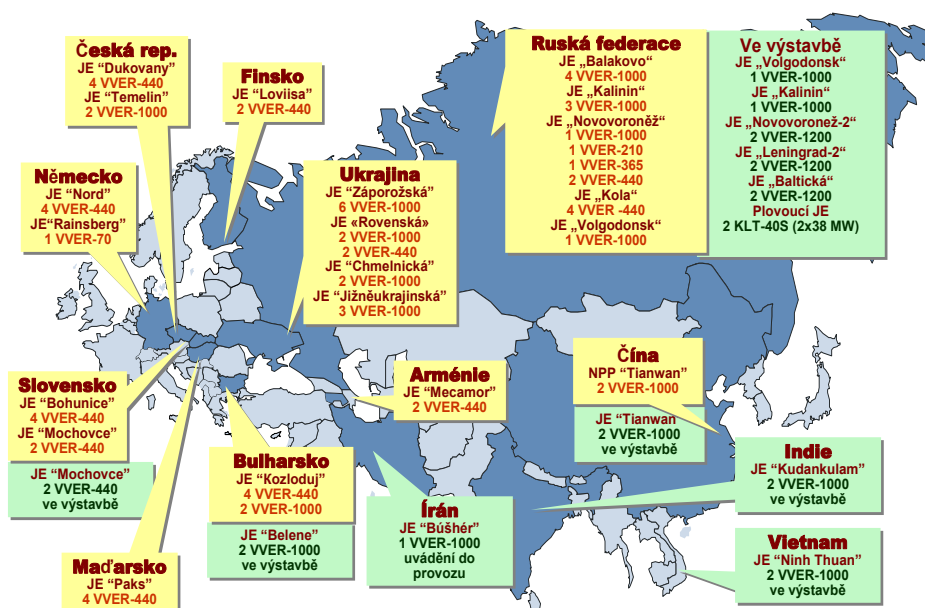 Česká rep.
JE “Dukovany”
4 VVER-440
JE “Temelin”
2 VVER-1000
Finsko
JE “Loviisa”
2 VVER-440
Ruská federace
JE „Balakovo“
4 VVER-1000
JE „Kalinin“
3 VVER-1000
JE „Novovoroněž“
1 VVER-1000
1 VVER-210
1 VVER-365
2 VVER-440
JE „Kola“
4 VVER -440
JE „Volgodonsk“
1 VVER-1000
Ve výstavbě
JE „Volgodonsk“
1 VVER-1000
JE „Kalinin“
1 VVER-1000
JE „Novovoronež-2“
2 VVER-1200
JE „Leningrad-2“
2 VVER-1200
JE „Baltická“
2 VVER-1200
Plovoucí JE
2 KLT-40S (2x38 MW)
Německo
JE “Nord”
4 VVER-440
JE“Rainsberg”
1 VVER-70
Ukrajina
JE “Záporožská”
6 VVER-1000
JE «Rovenská»
2 VVER-1000
2 VVER-440
JE “Chmelnická”
2 VVER-1000
JE “Jižněukrajinská”
3 VVER-1000
Slovensko
JE “Bohunice”
4 VVER-440
JE “Mochovce”
2 VVER-440
JE “Mochovce”
2 VVER-440
ve výstavbě
Maďarsko
JE “Paks”
4 VVER-440
Bulharsko
JE “Kozloduj”
4 VVER-440
2 VVER-1000
JE “Belene”
2 VVER-1000
ve výstavbě
Arménie
JE “Mecamor”
2 VVER-440
Írán
JE “Búšhér”
1 VVER-1000
uvádění do
provozu
Čína
NPP “Tianwan”
2 VVER-1000
JE “Tianwan
2 VVER-1000
ve výstavbě
Indie
JE “Kudankulam”
2 VVER-1000
ve výstavbě
Vietnam
JE “Ninh Thuan”
2 VVER-1000
ve výstavbě